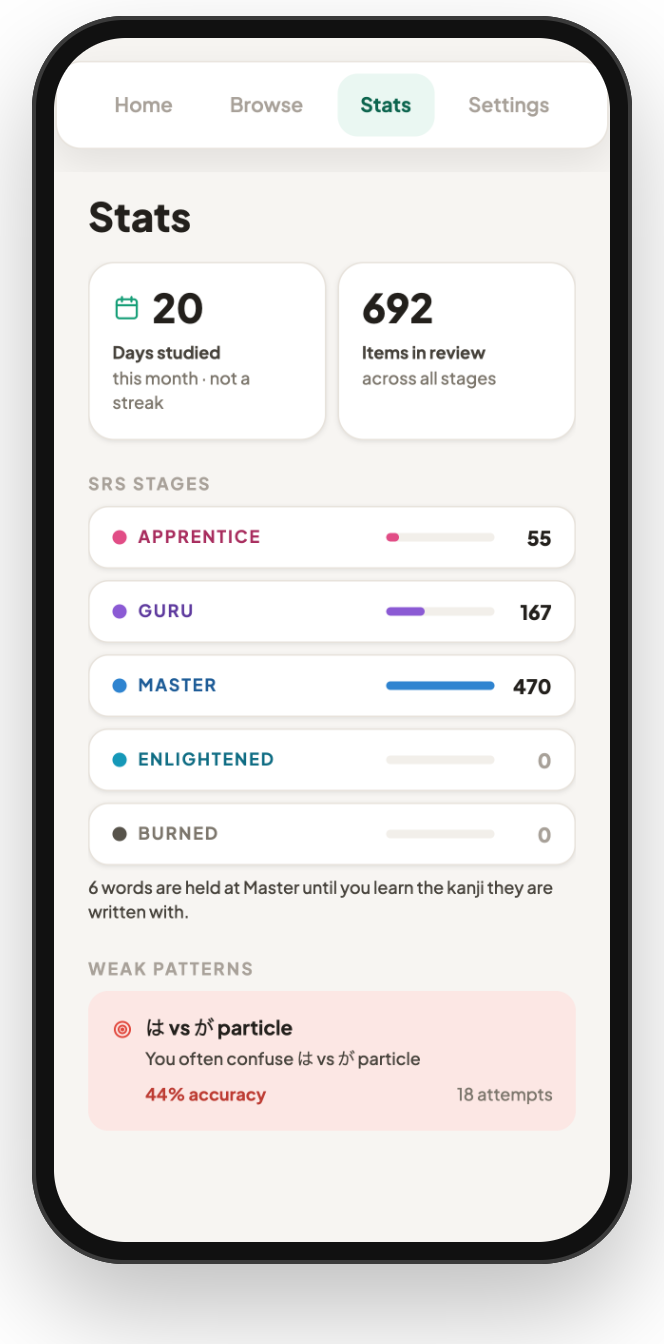 Home Browse Stats Settings
Stats
20
Days studied
this month · not a
streak
692
Items in review
across all stages
SRS STAGES
APPRENTICE 55
GURU 167
MASTER 470
ENLIGHTENED 0
BURNED 0
6 words are held at Master until you learn the kanji they are
written with.
WEAK PATTERNS
は vs が particle
You often confuse は vs が particle
44% accuracy 18 attempts